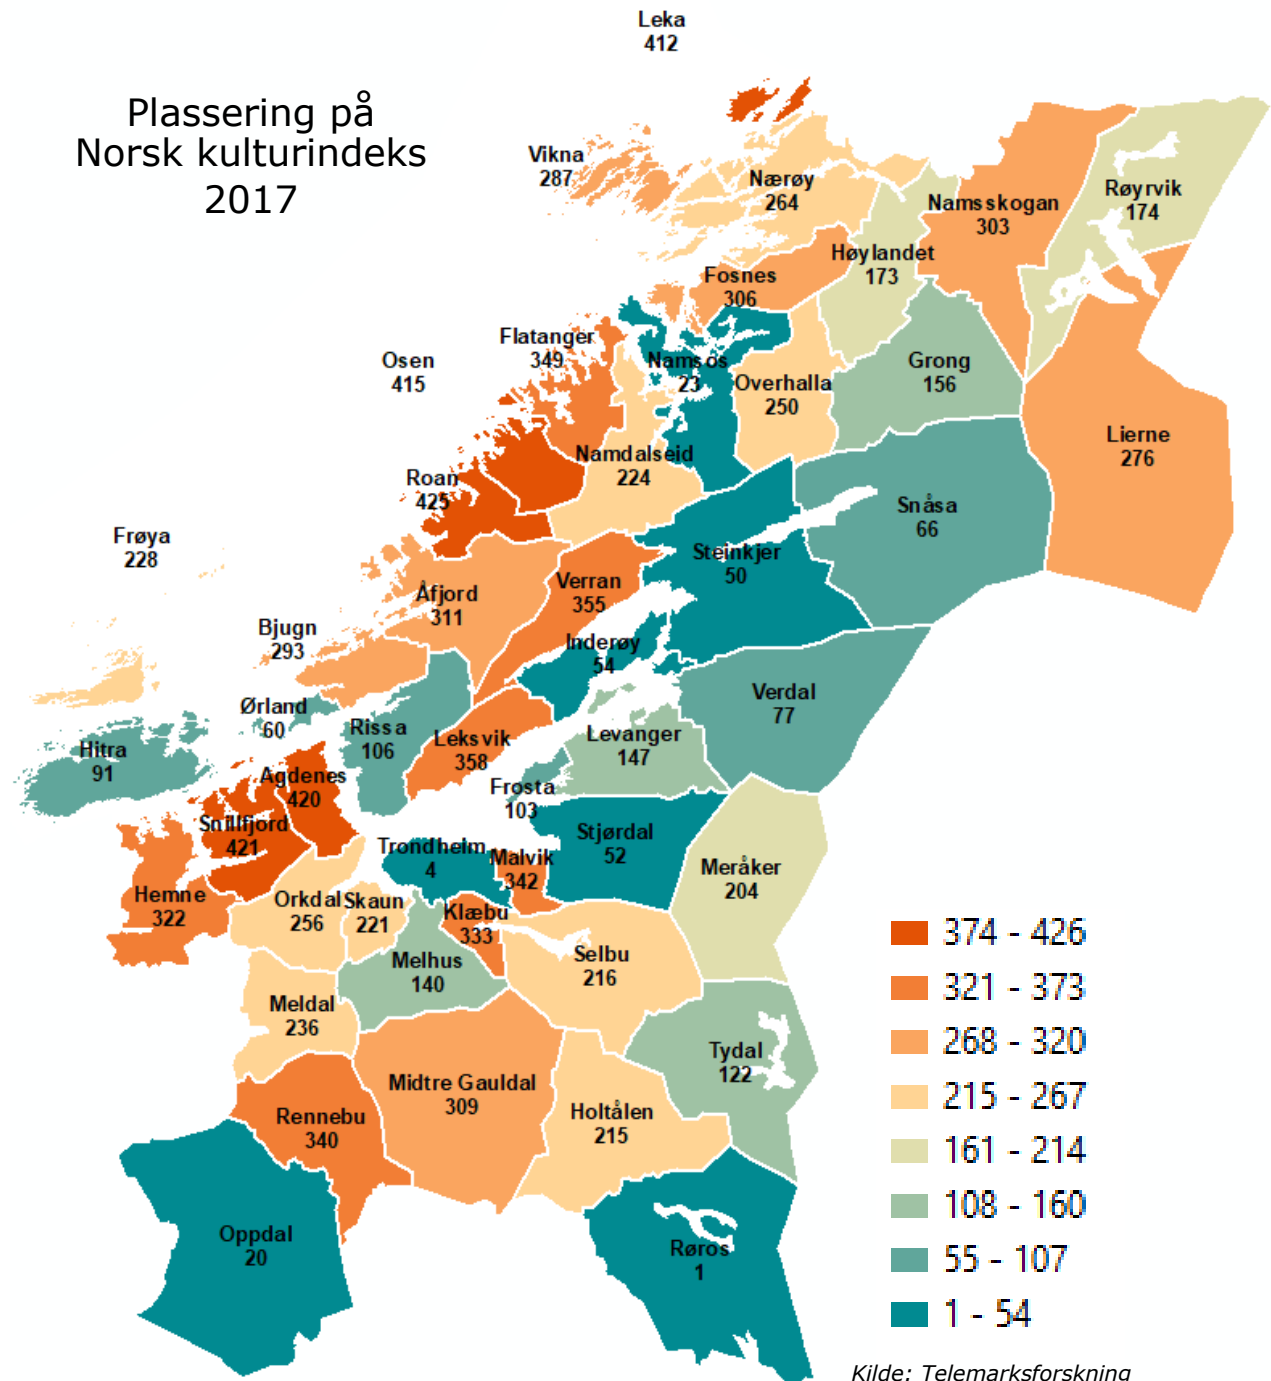 Leka
412
Plassering på
Norsk kulturindeks
2017
Vikna
287
Nærøy
264
Namsskogan
303
Røyrvik
174
Høylandet
173
Fosnes
306
Flatanger
349
Osen
415
Namsos
23
Overhalla
250
Grong
156
Lierne
276
Namdalseid
224
Roan
425
Snåsa
66
Frøya
228
Steinkjer
50
Verran
355
Åfjord
311
Bjugn
293
Inderøy
54
Verdal
77
Ørland
60
Rissa
106
Leksvik
358
Levanger
147
Hitra
91
Agdenes
420
Frosta
103
Snillfjord
421
Stjørdal
52
Trondheim
4
Malvik
342
Meråker
204
Hemne
322
Orkdal
256
Skaun
221
Klæbu
333
Selbu
216
Melhus
140
Meldal
236
Tydal
122
Midtre Gauldal
309
Holtålen
215
Rennebu
340
Oppdal
20
Røros
1
374 - 426
321 - 373
268 - 320
215 - 267
161 - 214
108 - 160
55 - 107
1 - 54
Kilde: Telemarksforskning